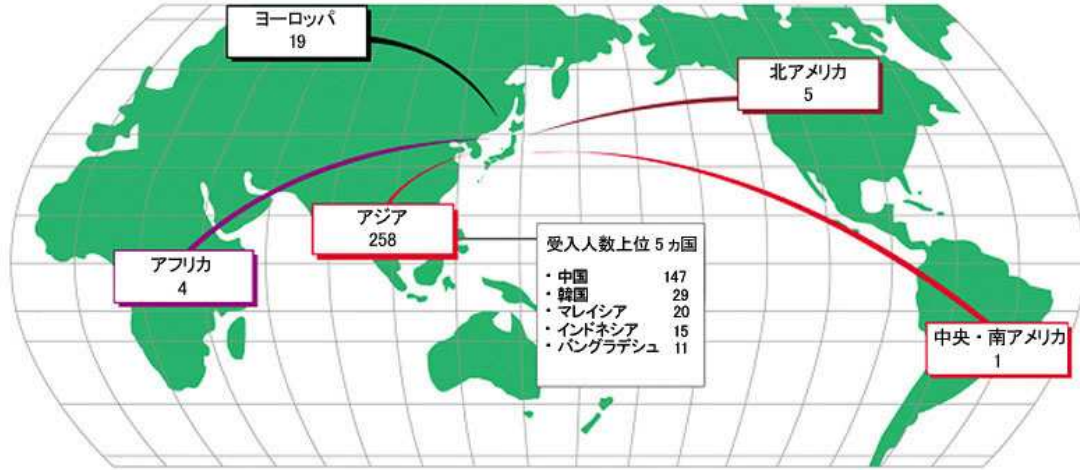 ヨーロッパ
19
北アメリカ
5
アジア
258
アフリカ
4
受入人数上位 5 ヵ国
・中国 147
・韓国 29
・マレイシア 20
・インドネシア 15
・バングラデシュ 11
中央・南アメリカ
1